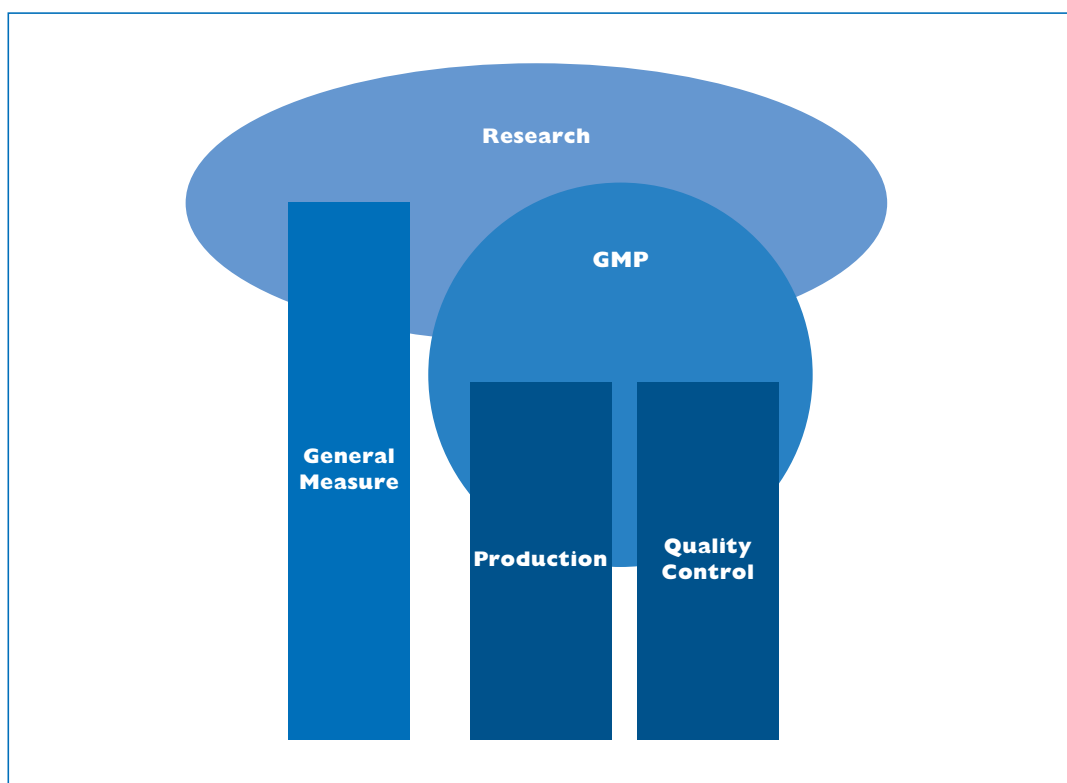 Research
GMP
General
Measure
Production
Quality
Control